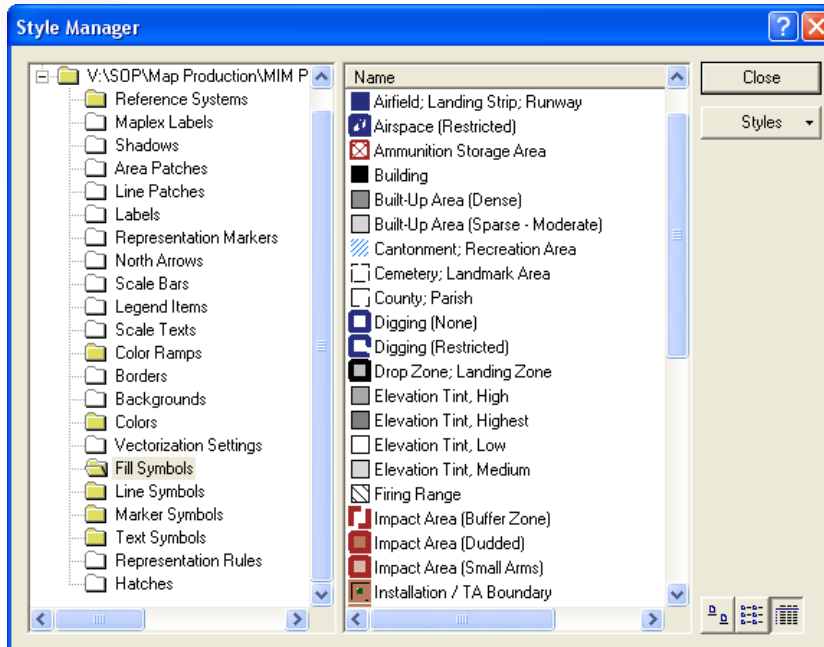 Style Manager
V:\SOP\Map Production\MIM P
Reference Systems
Maplex Labels
Shadows
Area Patches
Line Patches
Labels
Representation Markers
North Arrows
Scale Bars
Legend Items
Scale Texts
Color Ramps
Borders
Backgrounds
Colors
Vectorization Settings
Fill Symbols
Line Symbols
Marker Symbols
Text Symbols
Representation Rules
Hatches
Name
Airfield; Landing Strip; Runway
Airspace (Restricted)
Ammunition Storage Area
Building
Built-Up Area (Dense)
Built-Up Area (Sparse - Moderate)
Cantonment; Recreation Area
Cemetery; Landmark Area
County; Parish
Digging (None)
Digging (Restricted)
Drop Zone; Landing Zone
Elevation Tint, High
Elevation Tint, Highest
Elevation Tint, Low
Elevation Tint, Medium
Firing Range
Impact Area (Buffer Zone)
Impact Area (Dudded)
Impact Area (Small Arms)
Installation / TA Boundary
Close
Styles